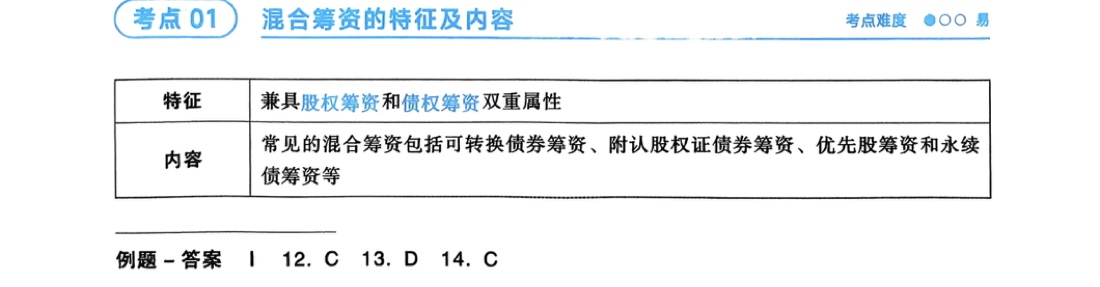 考点 01 混合筹资的特征及内容 考点难度 ●○○ 易
特征 兼具股权筹资和债权筹资双重属性
内容 常见的混合筹资包括可转换债券筹资、附认股权证债券筹资、优先股筹资和永续
债筹资等
例题 – 答案 | 12. C 13. D 14. C